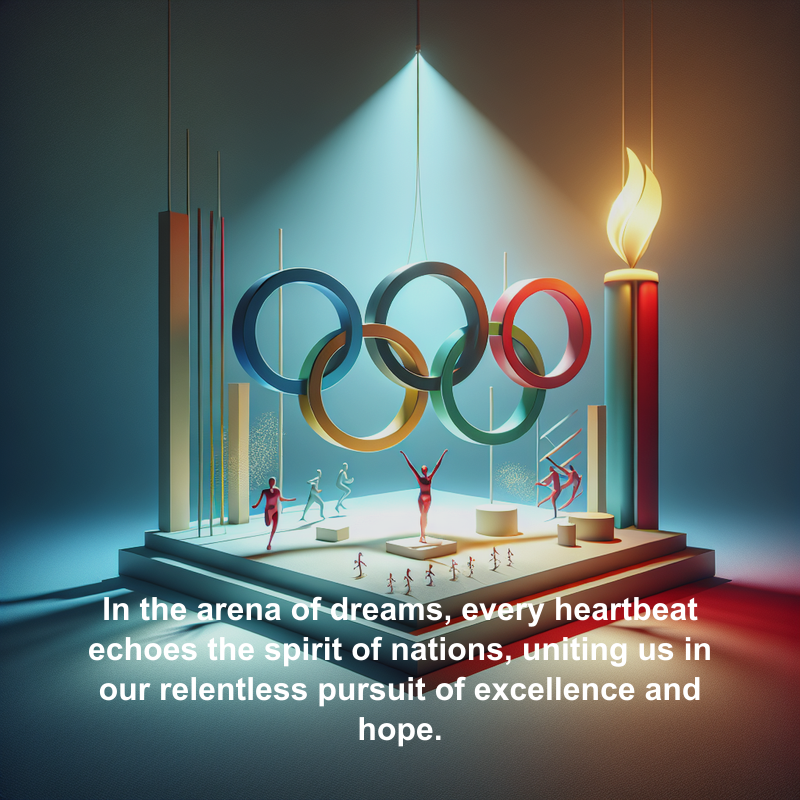 In the arena of dreams, every heartbeat
echoes the spirit of nations, uniting us in
our relentless pursuit of excellence and
hope.